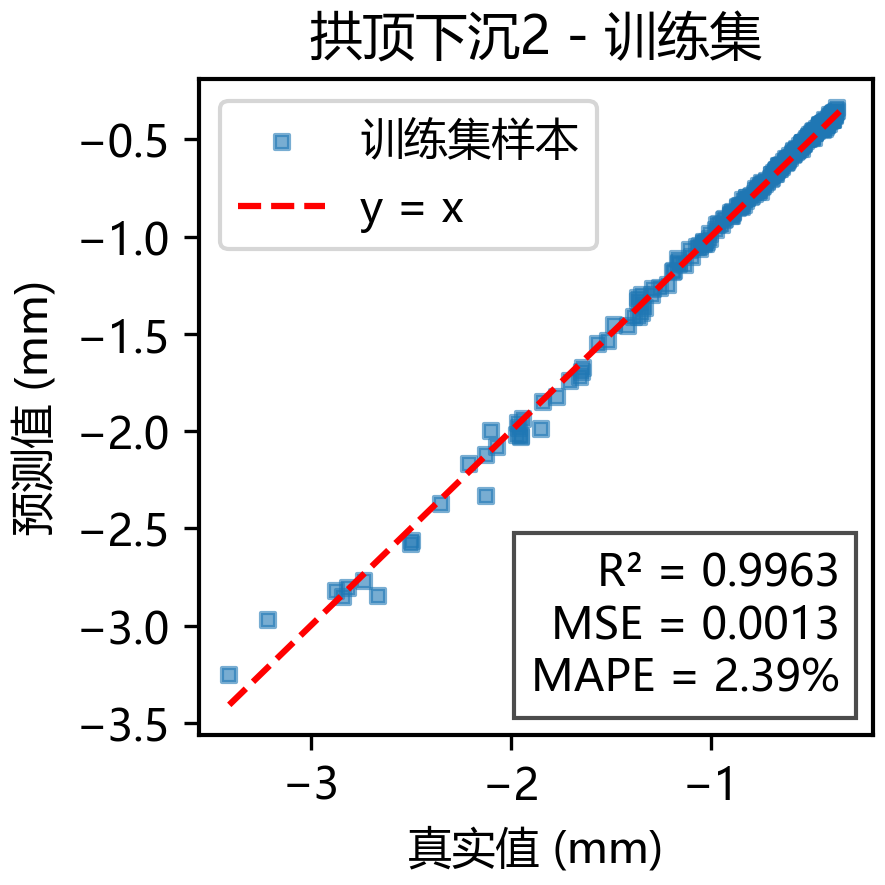 拱顶下沉2 - 训练集
训练集样本
y = x
−0.5
−1.0
−1.5
−2.0
−2.5
−3.0
−3.5
预测值 (mm)
R² = 0.9963
MSE = 0.0013
MAPE = 2.39%
−3
−2
−1
真实值 (mm)